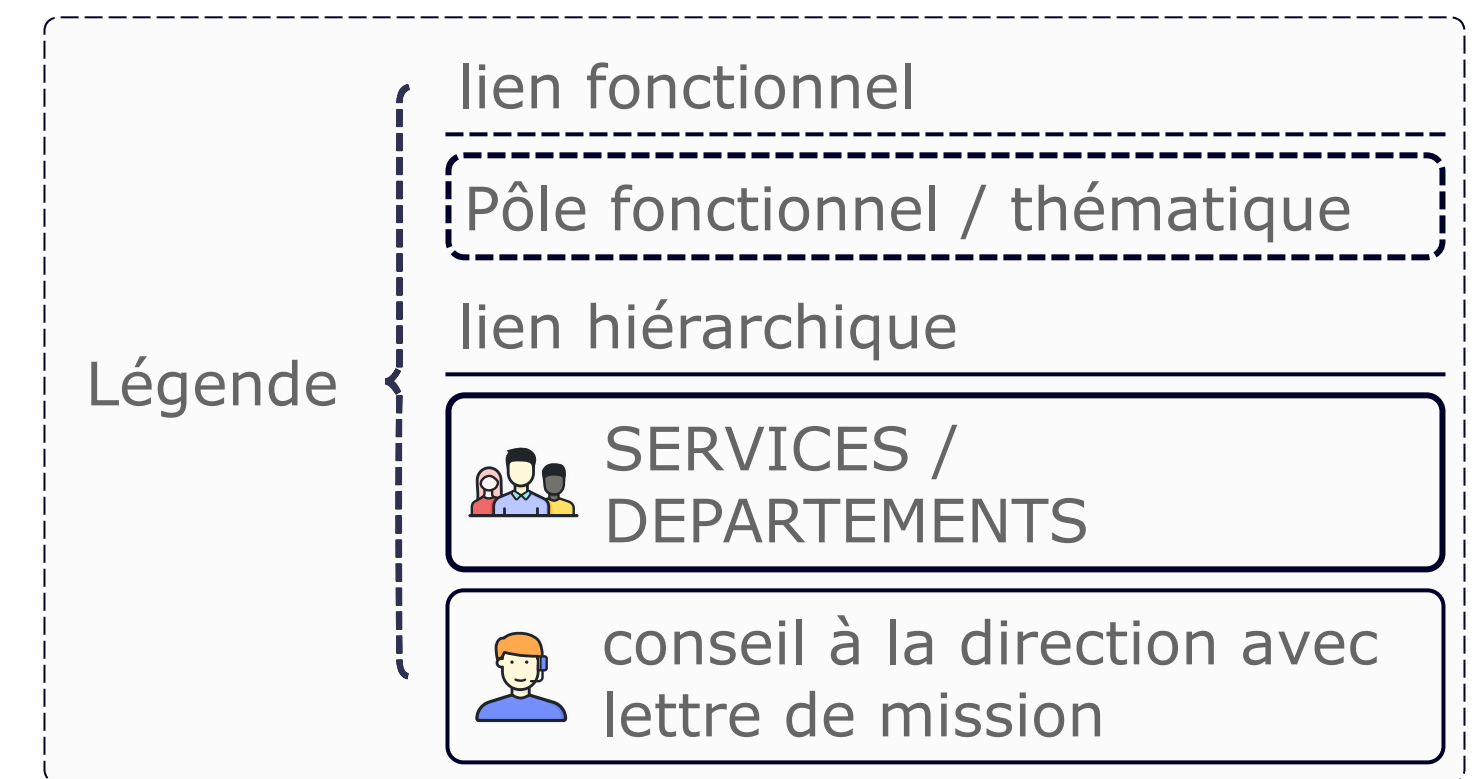 lien fonctionnel
Pôle fonctionnel / thématique
lien hiérarchique
Légende
SERVICES /
DEPARTEMENTS
conseil à la direction avec
lettre de mission